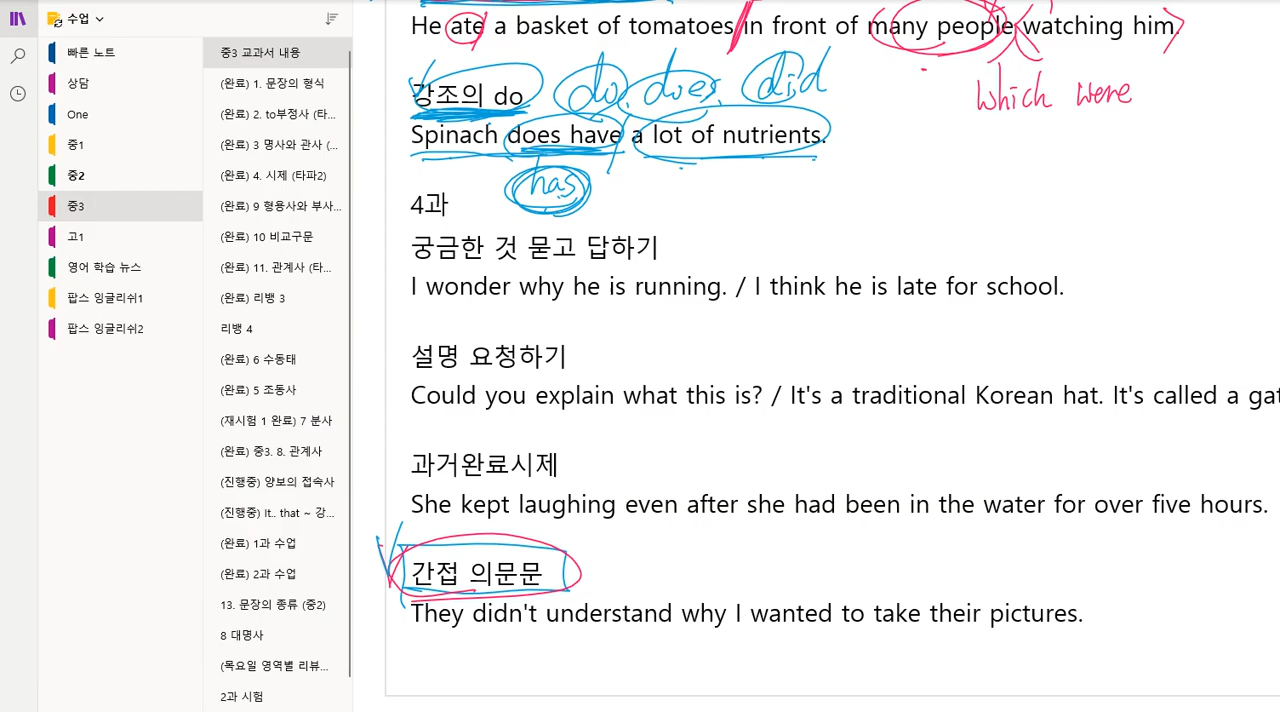 수업
빠른 노트
상담
One
중1
중2
중3
고1
영어 학습 뉴스
팝스 잉글리쉬1
팝스 잉글리쉬2
중3 교과서 내용
(완료) 1. 문장의 형식
(완료) 2. to부정사 (타...
(완료) 3 명사와 관사 (...
(완료) 4. 시제 (타파2)
(완료) 9 형용사와 부사...
(완료) 10 비교구문
(완료) 11. 관계사 (타...
(완료) 리뱅 3
리뱅 4
(완료) 6 수동태
(완료) 5 조동사
(재시험 1 완료) 7 분사
(완료) 중3. 8. 관계사
(진행중) 양보의 접속사
(진행중) It.. that ~ 강...
(완료) 1과 수업
(완료) 2과 수업
13. 문장의 종류 (중2)
8 대명사
(목요일 영역별 리뷰...
2과 시험
He ate a basket of tomatoes in front of many people watching him.
which were
강조의 do do, does, did
Spinach does have a lot of nutrients.
has
4과
궁금한 것 묻고 답하기
I wonder why he is running. / I think he is late for school.
설명 요청하기
Could you explain what this is? / It's a traditional Korean hat. It's called a gat
과거완료시제
She kept laughing even after she had been in the water for over five hours.
간접 의문문
They didn't understand why I wanted to take their pictures.